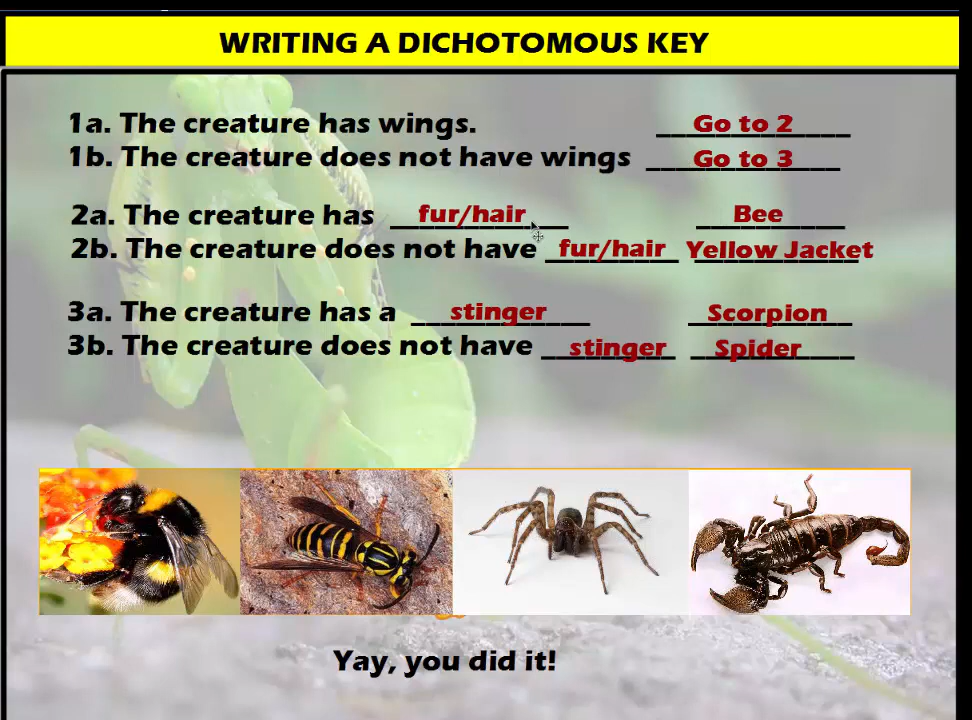 WRITING A DICHOTOMOUS KEY
1a. The creature has wings. Go to 2
1b. The creature does not have wings Go to 3
2a. The creature has fur/hair Bee
2b. The creature does not have fur/hair Yellow Jacket
3a. The creature has a stinger Scorpion
3b. The creature does not have stinger Spider
Yay, you did it!